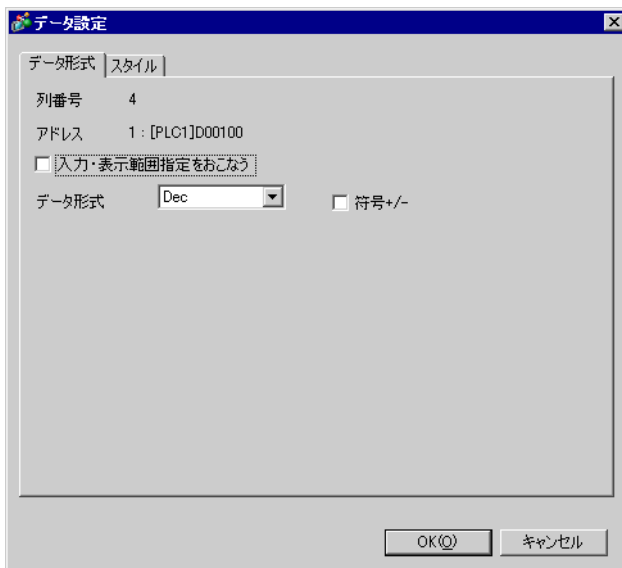 データ設定
データ形式 スタイル
列番号 4
アドレス 1:[PLC1]D00100
入力・表示範囲指定をおこなう
データ形式 Dec 符号+/-
OK(O) キャンセル